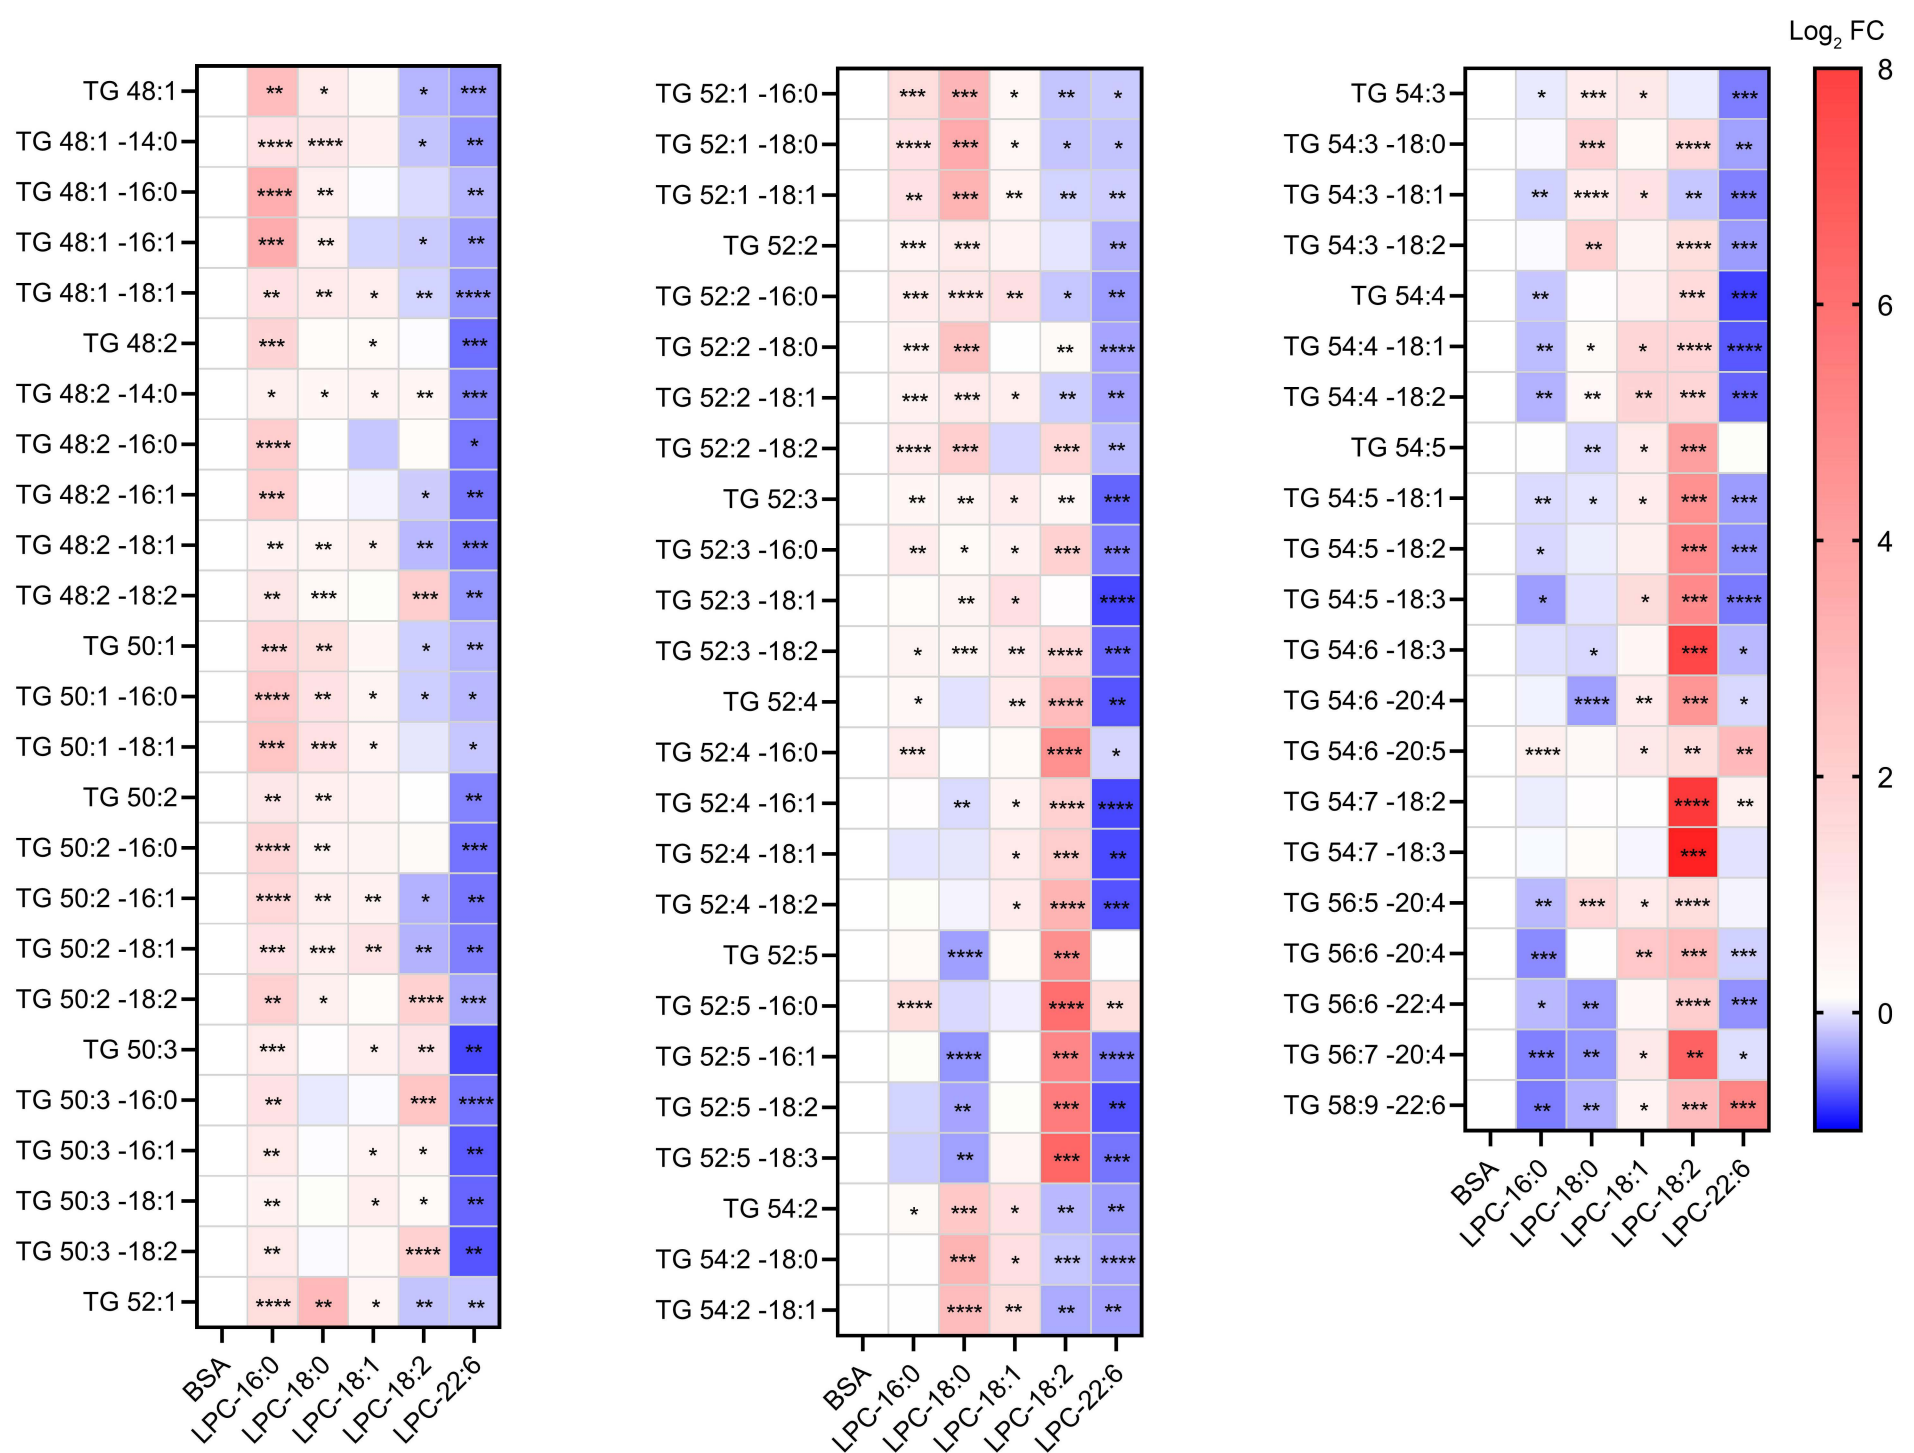 Log2 FC
8
6
4
2
0
TG 48:1 ** * * ***
TG 48:1 -14:0 **** **** * **
TG 48:1 -16:0 **** ** **
TG 48:1 -16:1 *** ** * **
TG 48:1 -18:1 ** ** * ** ****
TG 48:2 *** * ***
TG 48:2 -14:0 * * * ** ***
TG 48:2 -16:0 **** *
TG 48:2 -16:1 *** * **
TG 48:2 -18:1 ** ** * ** ***
TG 48:2 -18:2 ** *** *** **
TG 50:1 *** ** * **
TG 50:1 -16:0 **** ** * * *
TG 50:1 -18:1 *** *** * *
TG 50:2 ** ** **
TG 50:2 -16:0 **** ** ***
TG 50:2 -16:1 **** ** ** * **
TG 50:2 -18:1 *** *** ** ** **
TG 50:2 -18:2 ** * **** ***
TG 50:3 *** * ** **
TG 50:3 -16:0 ** *** ****
TG 50:3 -16:1 ** * * **
TG 50:3 -18:1 ** * * **
TG 50:3 -18:2 ** **** **
TG 52:1 **** ** * ** **
BSA
LPC-16:0
LPC-18:0
LPC-18:1
LPC-18:2
LPC-22:6
TG 52:1 -16:0 *** *** * ** *
TG 52:1 -18:0 **** *** * * *
TG 52:1 -18:1 ** *** ** ** **
TG 52:2 *** *** **
TG 52:2 -16:0 *** **** ** * **
TG 52:2 -18:0 *** *** ** ****
TG 52:2 -18:1 *** *** * ** **
TG 52:2 -18:2 **** *** *** **
TG 52:3 ** ** * ** ***
TG 52:3 -16:0 ** * * *** ***
TG 52:3 -18:1 ** * ****
TG 52:3 -18:2 * *** ** **** ***
TG 52:4 * ** **** **
TG 52:4 -16:0 *** **** *
TG 52:4 -16:1 ** * **** ****
TG 52:4 -18:1 * *** **
TG 52:4 -18:2 * **** ***
TG 52:5 **** ***
TG 52:5 -16:0 **** **** **
TG 52:5 -16:1 **** *** ****
TG 52:5 -18:2 ** *** **
TG 52:5 -18:3 ** *** ***
TG 54:2 * *** * ** **
TG 54:2 -18:0 *** * *** ****
TG 54:2 -18:1 **** ** ** **
BSA
LPC-16:0
LPC-18:0
LPC-18:1
LPC-18:2
LPC-22:6
TG 54:3 * *** * ***
TG 54:3 -18:0 *** **** **
TG 54:3 -18:1 ** **** * ** ***
TG 54:3 -18:2 ** **** ***
TG 54:4 ** *** ***
TG 54:4 -18:1 ** * * **** ****
TG 54:4 -18:2 ** ** ** *** ***
TG 54:5 ** * ***
TG 54:5 -18:1 ** * * *** ***
TG 54:5 -18:2 * *** ***
TG 54:5 -18:3 * * *** ****
TG 54:6 -18:3 * *** *
TG 54:6 -20:4 **** ** *** *
TG 54:6 -20:5 **** * ** **
TG 54:7 -18:2 **** **
TG 54:7 -18:3 ***
TG 56:5 -20:4 ** *** * ****
TG 56:6 -20:4 *** ** *** ***
TG 56:6 -22:4 * ** **** ***
TG 56:7 -20:4 *** ** * ** *
TG 58:9 -22:6 ** ** * *** ***
BSA
LPC-16:0
LPC-18:0
LPC-18:1
LPC-18:2
LPC-22:6